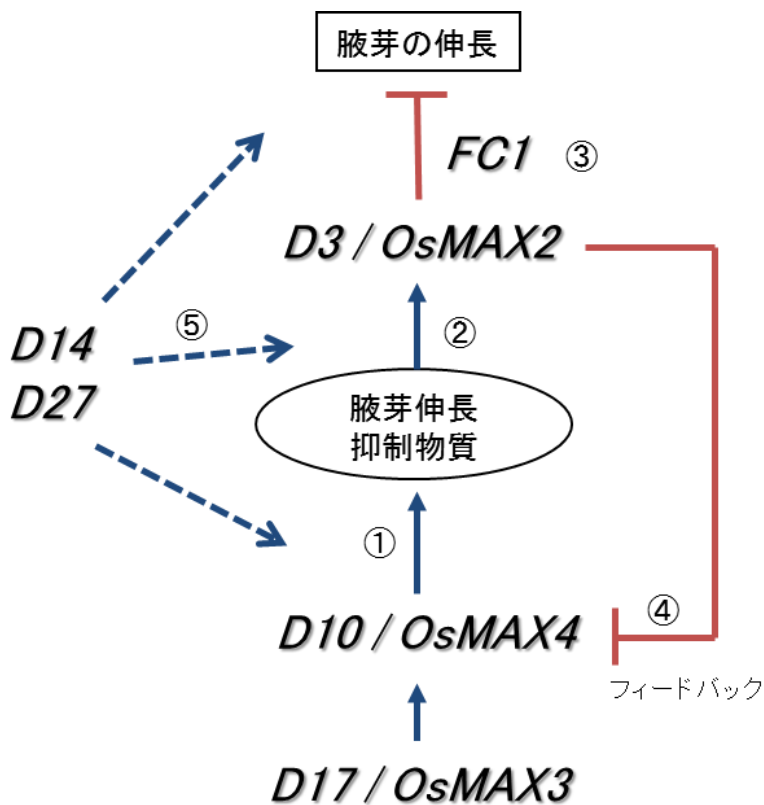 腋芽の伸長
FC1 ③
D3 / OsMAX2
D14
D27
⑤
②
腋芽伸長
抑制物質
①
D10 / OsMAX4
④
フィードバック
D17 / OsMAX3